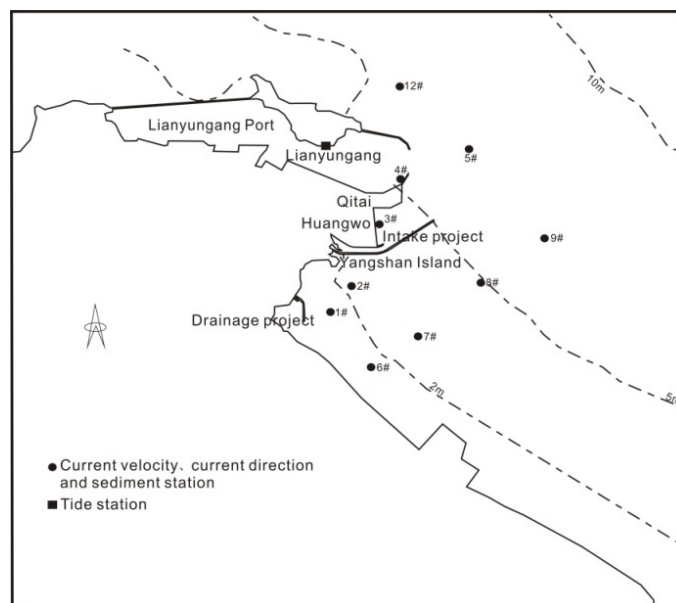 10m
12#
Lianyungang Port
Lianyungang
5#
4#
Qitai
Huangwo
3#
Intake project
9#
Yangshan Island
2#
8#
Drainage project
1#
7#
6#
2m
5m
Current velocity、current direction
and sediment station
Tide station